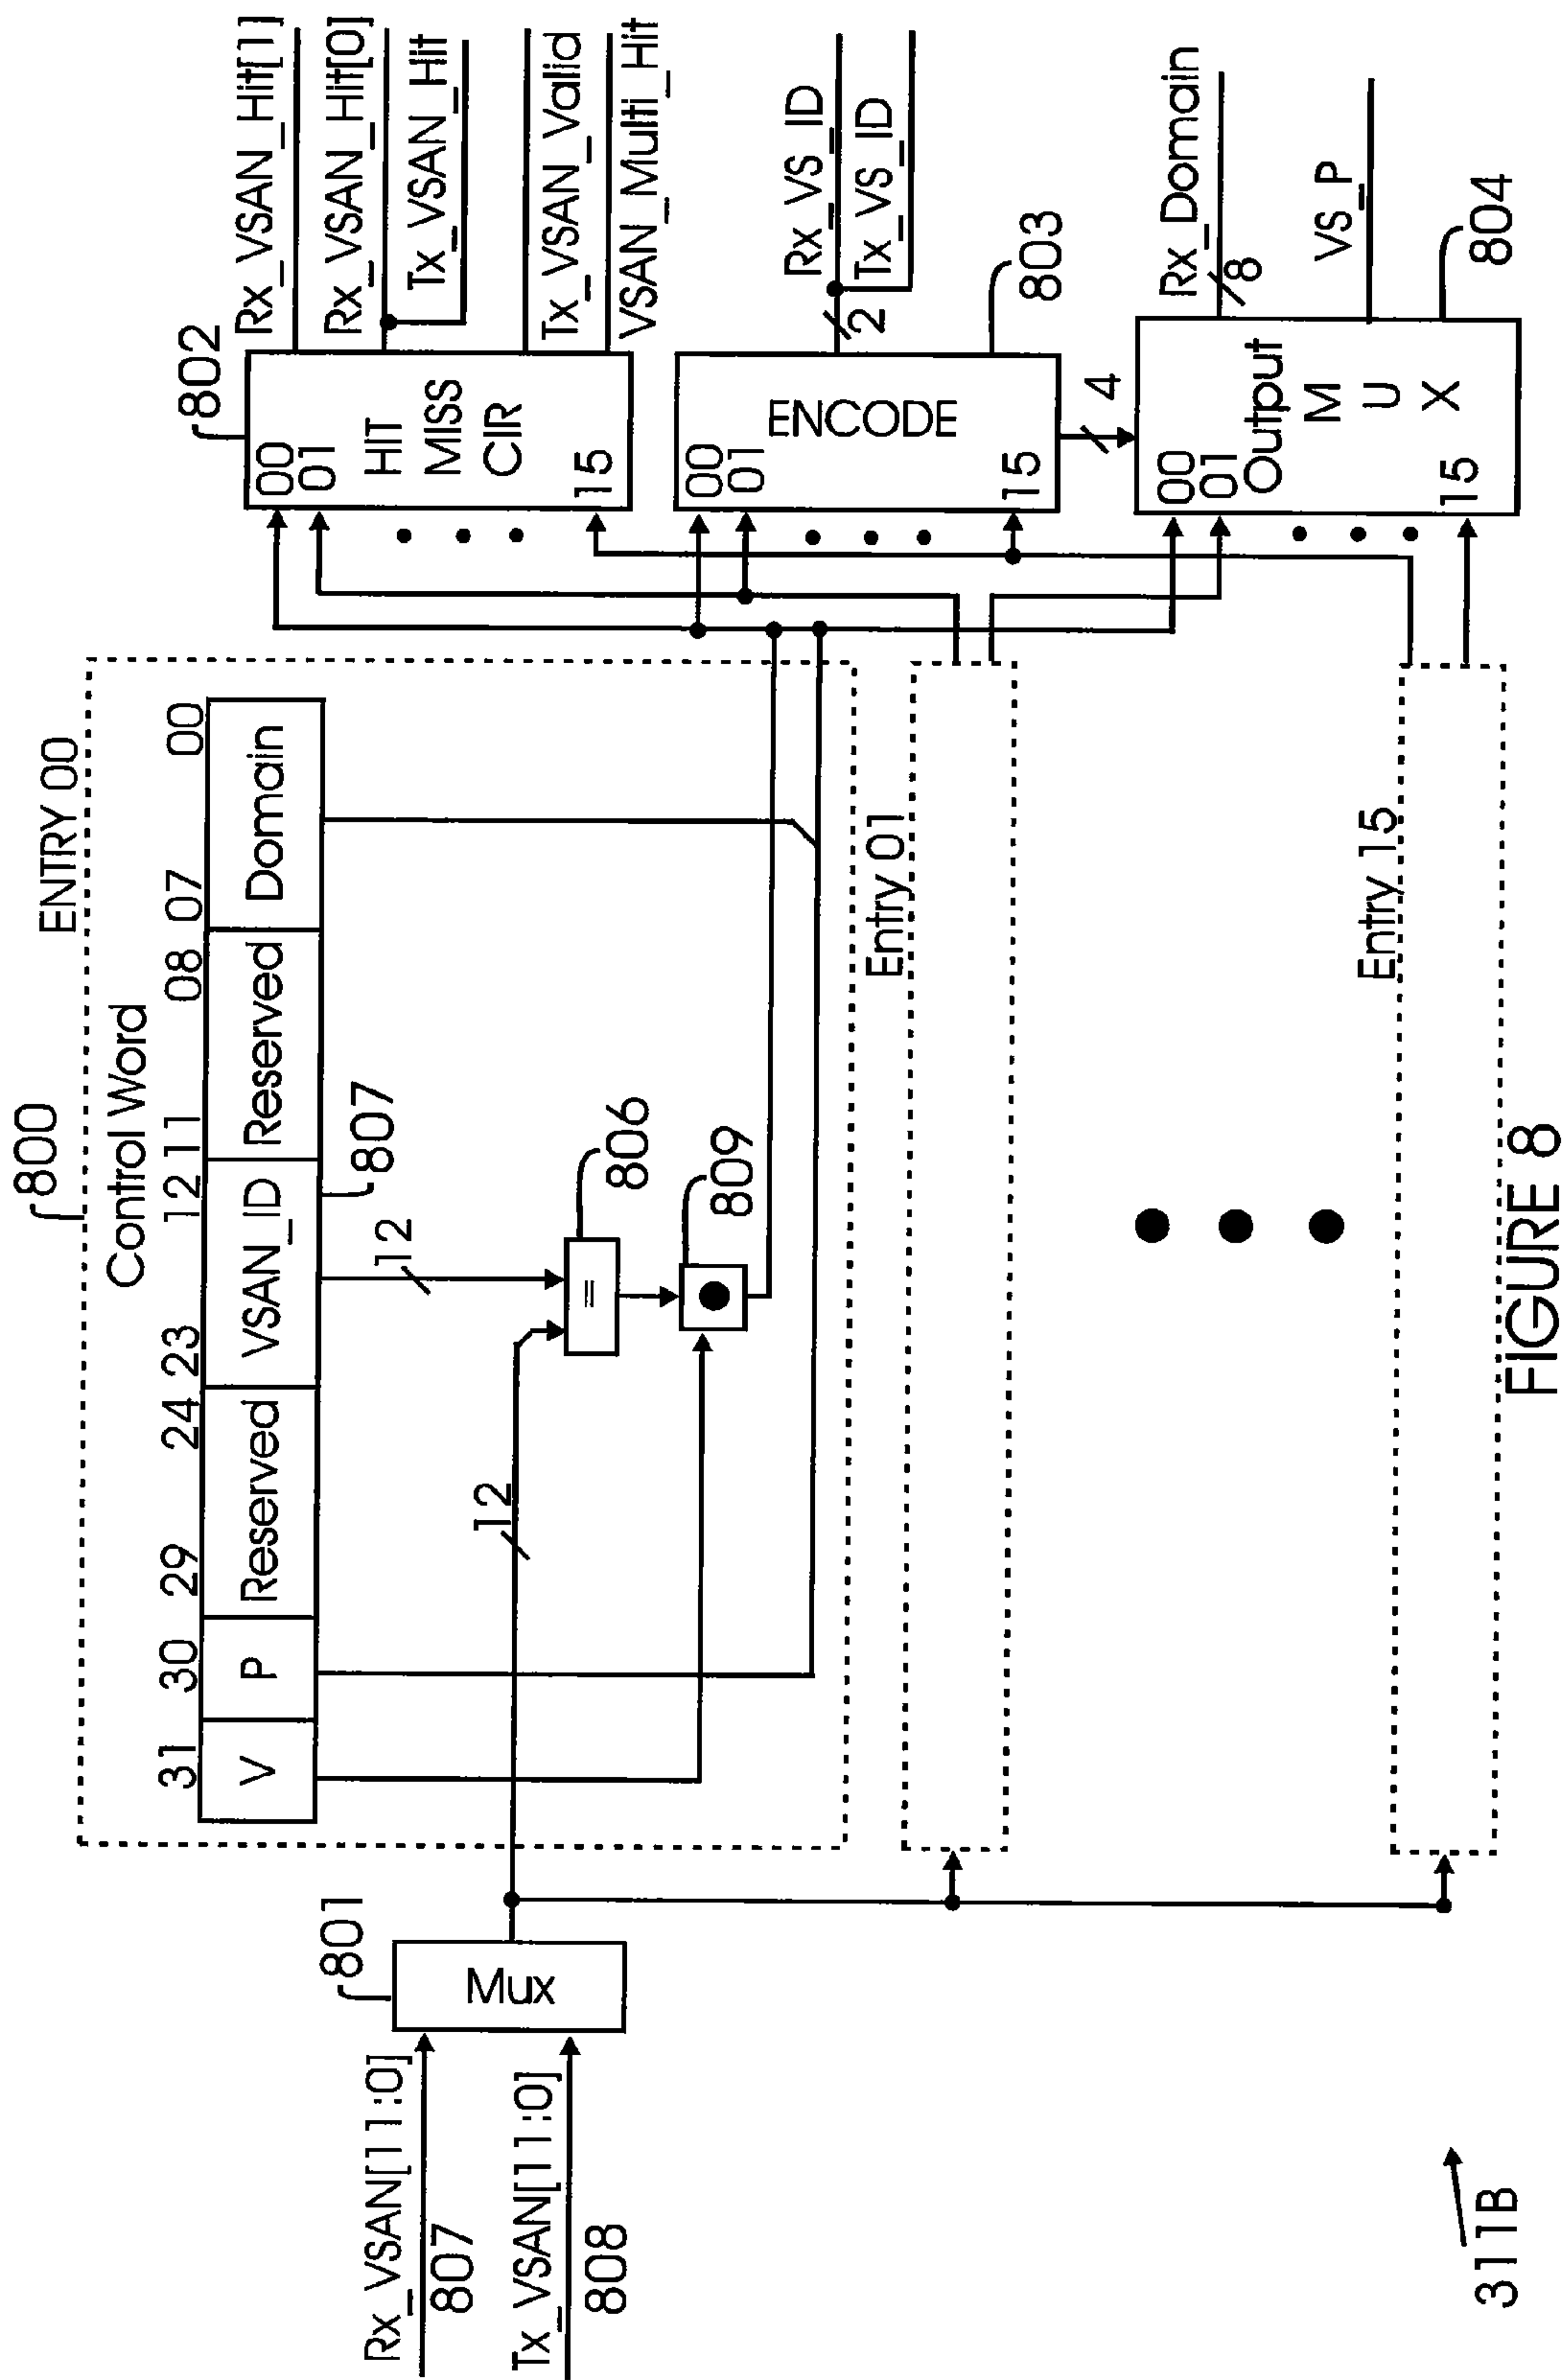 800
ENTRY 00
Control Word
31
30
29
24
23
12
11
08
07
00
V
P
Reserved
VSAN_ID
Reserved
Domain
807
12
12
=
806
809
801
Mux
Rx_VSAN[11:0]
807
Tx_VSAN[11:0]
808
Entry 01
Entry 15
802
00
01
HIT
MISS
CIR
15
Rx_VSAN_Hit[1]
Rx_VSAN_Hit[0]
Tx_VSAN_Hit
Tx_VSAN_Valid
VSAN_Multi_Hit
00
01
ENCODE
15
2
Rx_VS_ID
Tx_VS_ID
803
4
00
01
Output
M
U
X
15
Rx_Domain
8
VS_P
804
311B
FIGURE 8